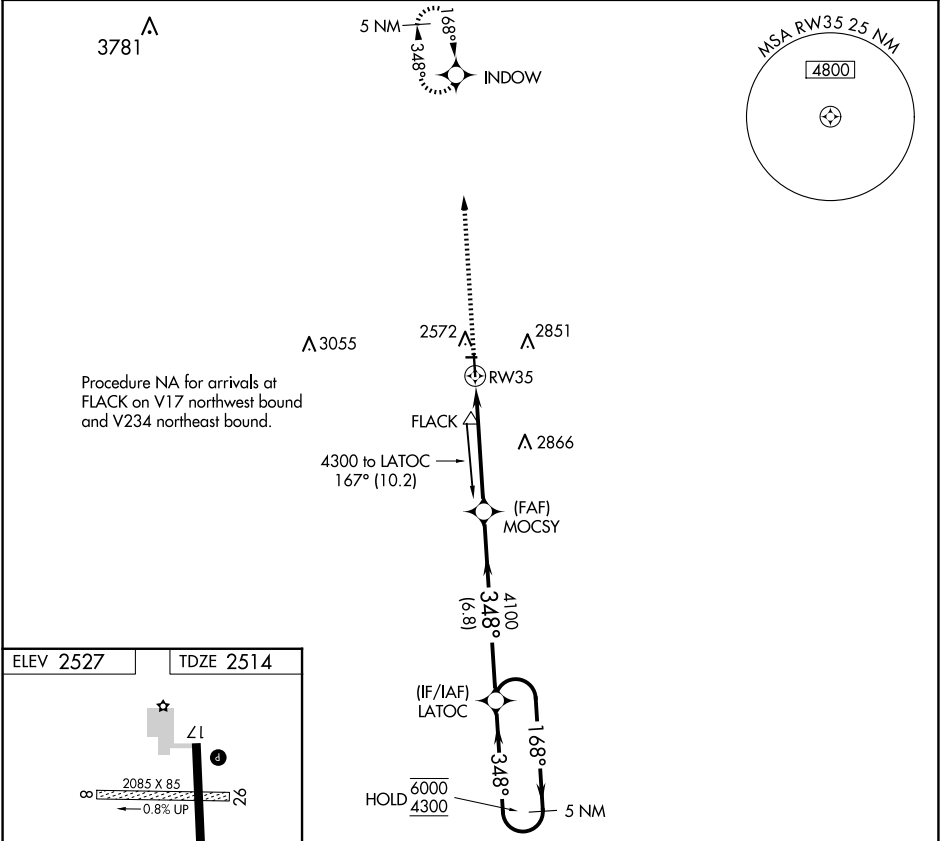 3781
5 NM
168°
348°
INDOW
MSA RW35 25 NM
4800
3055
2572
2851
RW35
Procedure NA for arrivals at
FLACK on V17 northwest bound
and V234 northeast bound.
FLACK
2866
4300 to LATOC
167° (10.2)
(FAF)
MOCSY
4100
348°
(6.8)
(IF/IAF)
LATOC
168°
348°
HOLD 6000
4300
5 NM
ELEV 2527
TDZE 2514
17
P
2085 X 85
8
26
0.8% UP